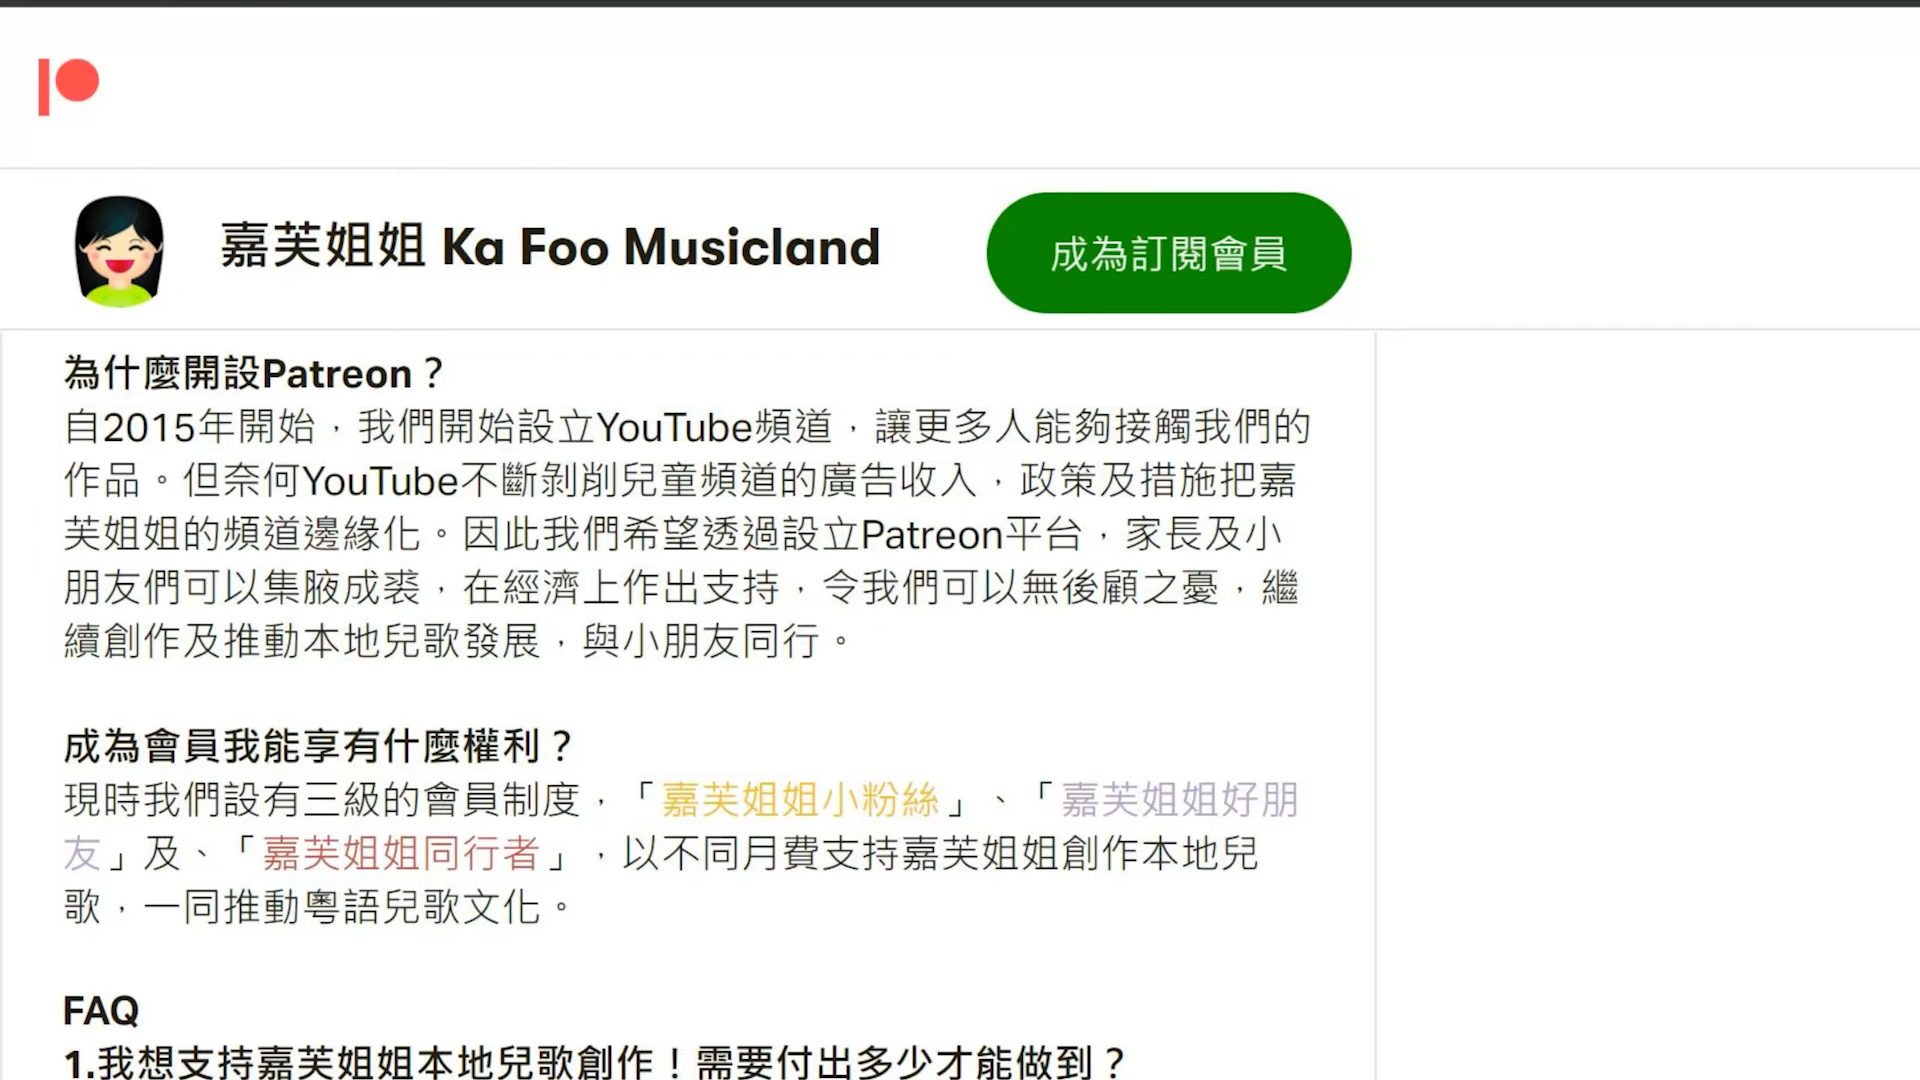 嘉芙姐姐 Ka Foo Musicland
成為訂閱會員
為什麼開設Patreon？
自2015年開始，我們開始設立YouTube頻道，讓更多人能夠接觸我們的
作品。但奈何YouTube不斷剝削兒童頻道的廣告收入，政策及措施把嘉
芙姐姐的頻道邊緣化。因此我們希望透過設立Patreon平台，家長及小
朋友們可以集腋成裘，在經濟上作出支持，令我們可以無後顧之憂，繼
續創作及推動本地兒歌發展，與小朋友同行。
成為會員我能享有什麼權利？
現時我們設有三級的會員制度，「嘉芙姐姐小粉絲」、「嘉芙姐姐好朋
友」及、「嘉芙姐姐同行者」，以不同月費支持嘉芙姐姐創作本地兒
歌，一同推動粵語兒歌文化。
FAQ
1.我想支持嘉芙姐姐本地兒歌創作！需要付出多少才能做到？